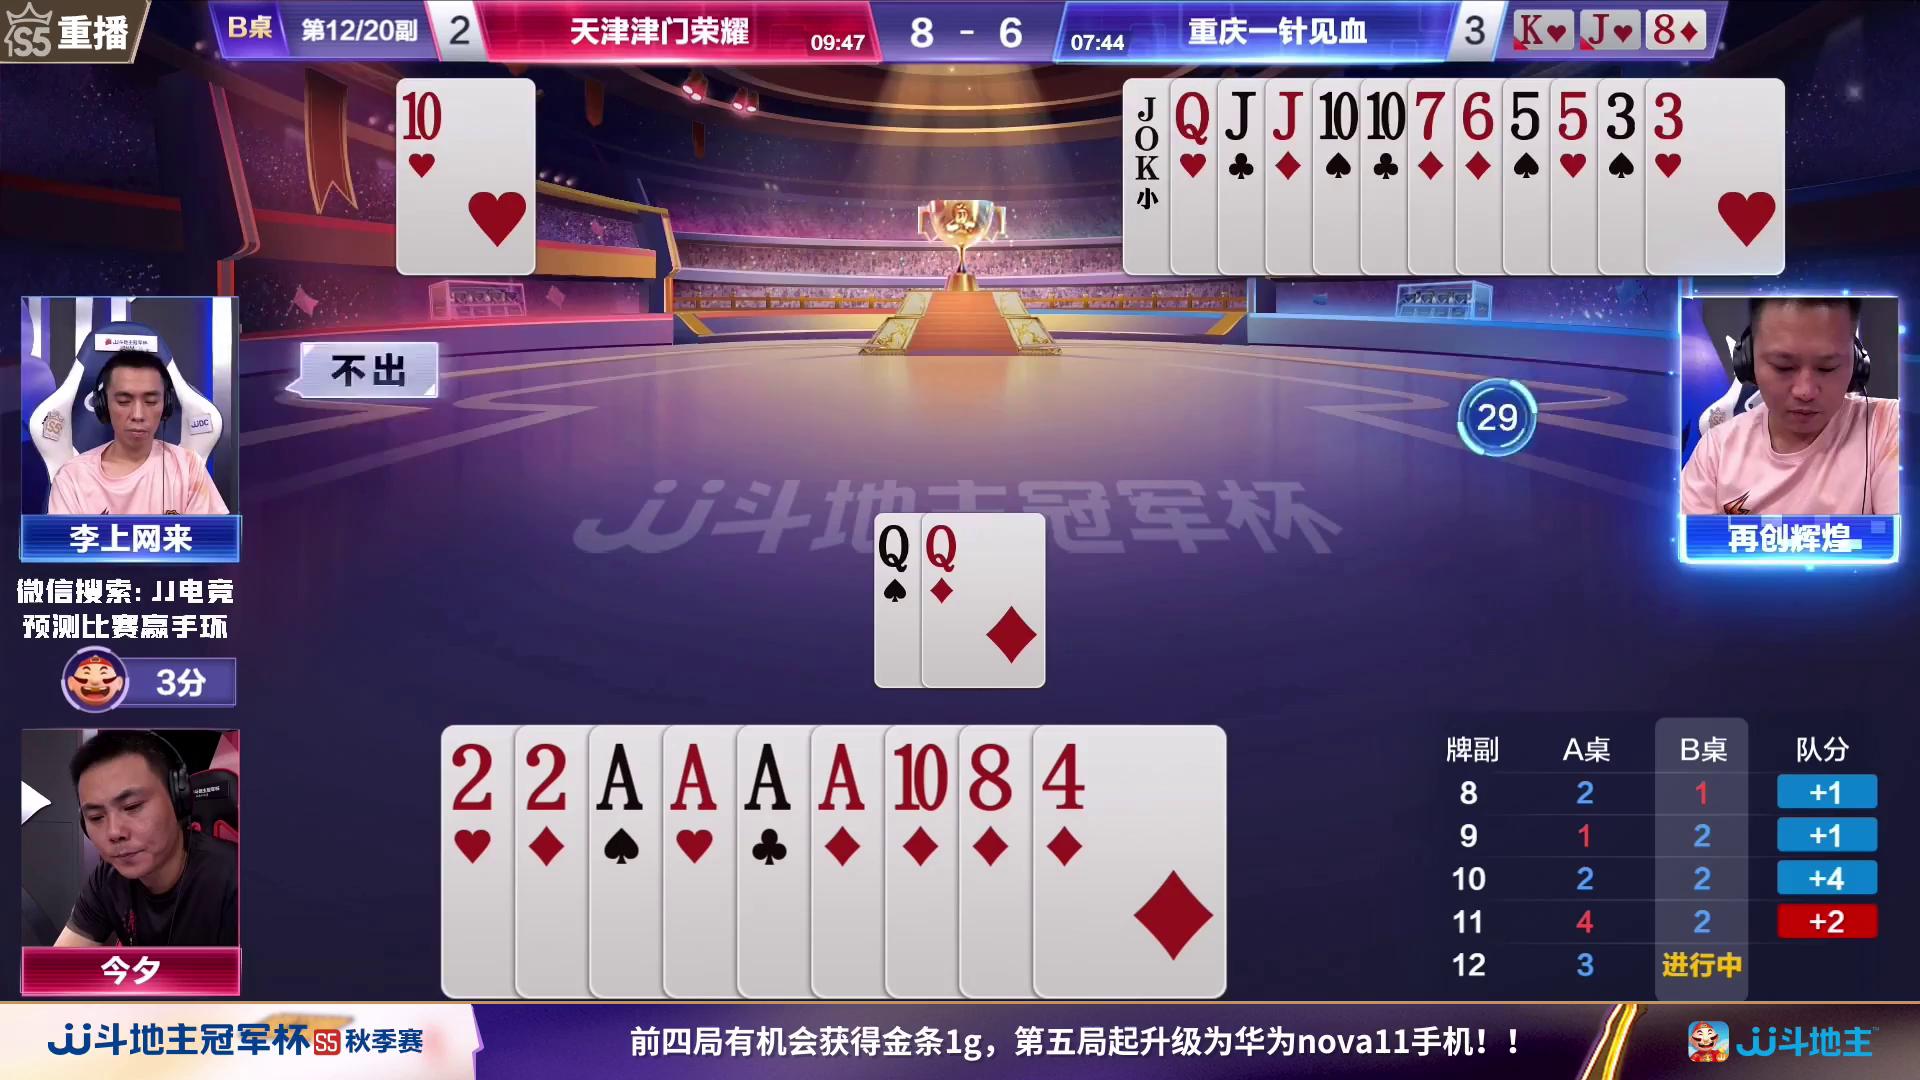 S5 重播
B桌 第12/20副 2 天津津门荣耀 09:47 8 - 6 07:44 重庆一针见血 3 K♥ J♥ 8♦
10♥
JOK小 Q♥ J♣ J♦ 10♠ 10♣ 7♦ 6♦ 5♠ 5♥ 3♠ 3♥
不出
29
JJ斗地主冠军杯
Q♠ Q♦
李上网来
再创辉煌
微信搜索: JJ电竞
预测比赛赢手环
3分
2♥ 2♦ A♠ A♥ A♣ A♦ 10♦ 8♦ 4♦
今夕
牌副 A桌 B桌 队分
8 2 1 +1
9 1 2 +1
10 2 2 +4
11 4 2 +2
12 3 进行中
JJ斗地主冠军杯 S5 秋季赛
前四局有机会获得金条1g，第五局起升级为华为nova11手机！！
JJ斗地主